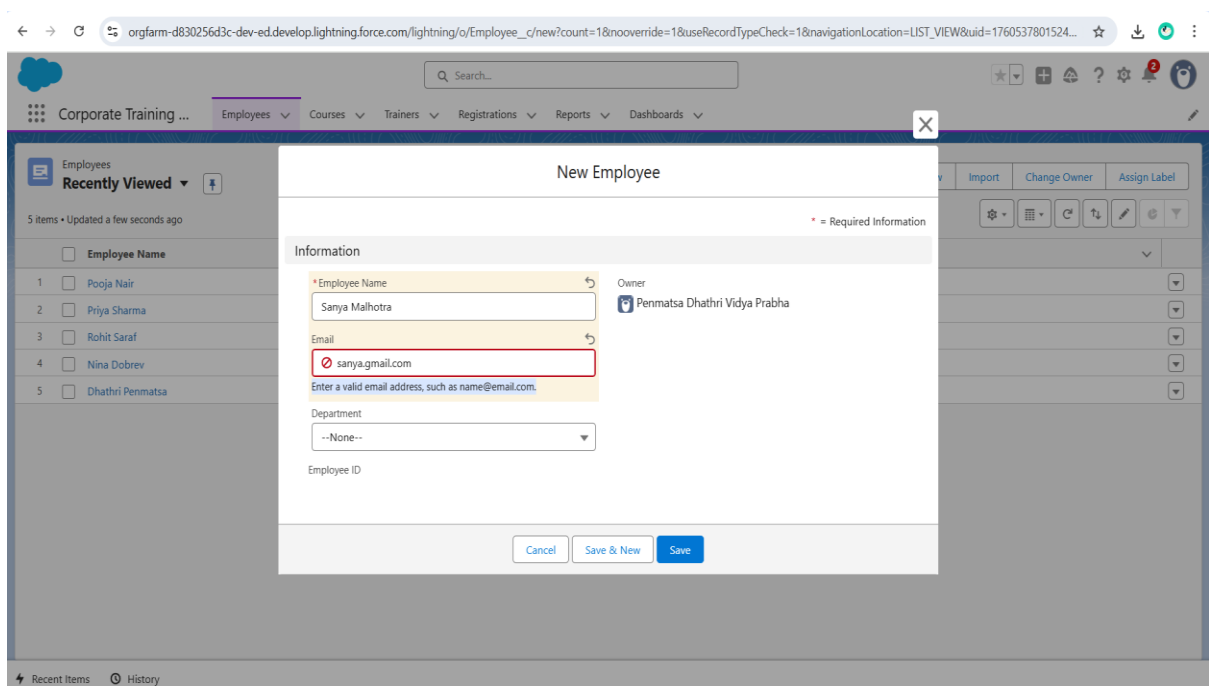 orgfarm-d830256d3c-dev-ed.develop.lightning.force.com/lightning/o/Employee__c/new?count=1&nooverride=1&useRecordTypeCheck=1&navigationLocation=LIST_VIEW&uid=1760537801524...
Search...
2
Corporate Training ... Employees Courses Trainers Registrations Reports Dashboards
Employees
Recently Viewed
Import Change Owner Assign Label
5 items • Updated a few seconds ago
Employee Name
1 Pooja Nair
2 Priya Sharma
3 Rohit Saraf
4 Nina Dobrev
5 Dhathri Penmatsa
New Employee
* = Required Information
Information
*Employee Name
Sanya Malhotra
Owner
Penmatsa Dhathri Vidya Prabha
Email
sanya.gmail.com
Enter a valid email address, such as name@email.com.
Department
--None--
Employee ID
Cancel Save & New Save
Recent Items History